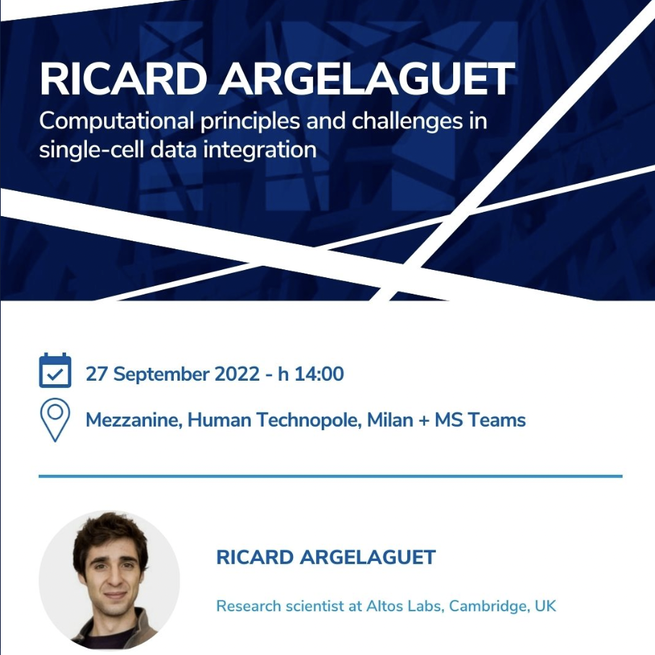 RICARD ARGELAGUET
Computational principles and challenges in
single-cell data integration
27 September 2022 - h 14:00
Mezzanine, Human Technopole, Milan + MS Teams
RICARD ARGELAGUET
Research scientist at Altos Labs, Cambridge, UK